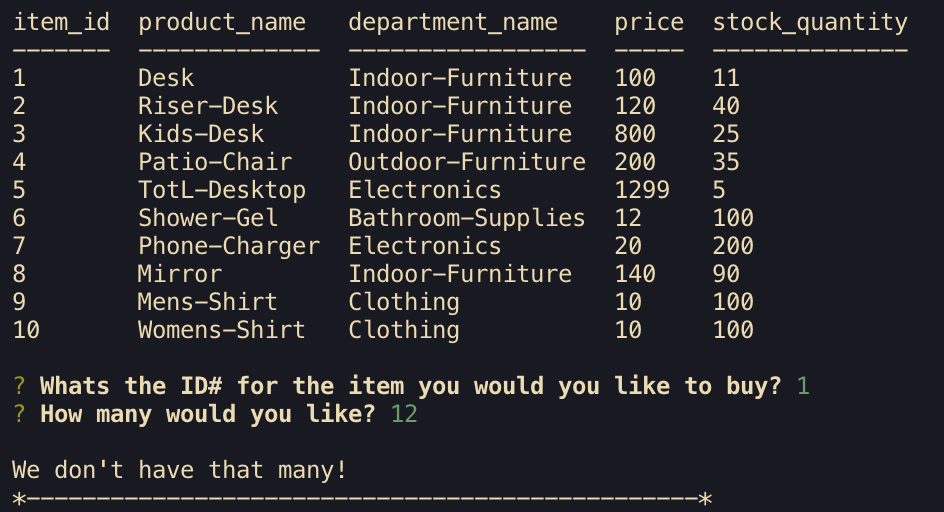 item_id  product_name   department_name    price  stock_quantity
-------  -------------  -----------------  -----  --------------
1        Desk           Indoor-Furniture   100    11
2        Riser-Desk     Indoor-Furniture   120    40
3        Kids-Desk      Indoor-Furniture   800    25
4        Patio-Chair    Outdoor-Furniture  200    35
5        TotL-Desktop   Electronics        1299   5
6        Shower-Gel     Bathroom-Supplies  12     100
7        Phone-Charger  Electronics        20     200
8        Mirror         Indoor-Furniture   140    90
9        Mens-Shirt     Clothing           10     100
10       Womens-Shirt   Clothing           10     100
? Whats the ID# for the item you would you like to buy? 1
? How many would you like? 12
We don't have that many!
*------------------------------------------------*